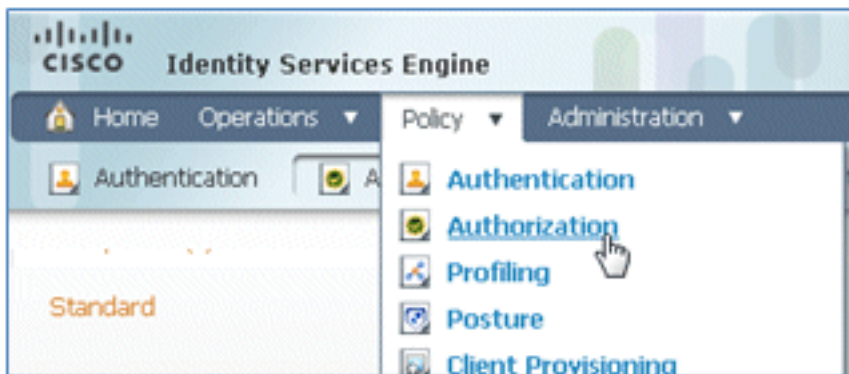 CISCO Identity Services Engine
Home Operations Policy Administration
Authentication A
Authentication
Authorization
Profiling
Standard
Posture
Client Provisioning